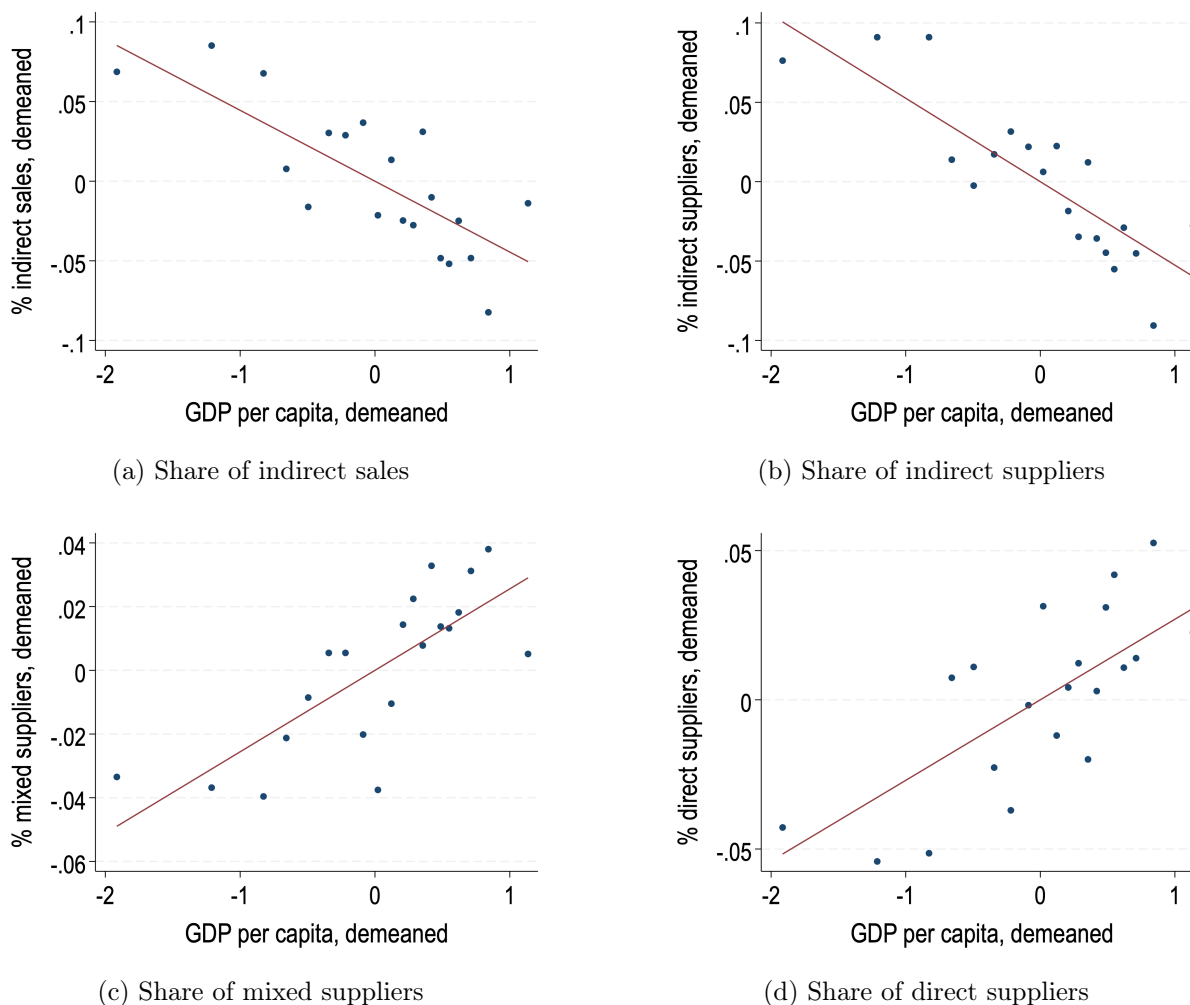 % indirect sales, demeaned
.1
.05
0
-.05
-.1
-2 -1 0 1
GDP per capita, demeaned
(a) Share of indirect sales
% indirect suppliers, demeaned
.1
.05
0
-.05
-.1
-2 -1 0 1
GDP per capita, demeaned
(b) Share of indirect suppliers
% mixed suppliers, demeaned
.04
.02
0
-.02
-.04
-.06
-2 -1 0 1
GDP per capita, demeaned
(c) Share of mixed suppliers
% direct suppliers, demeaned
.05
0
-.05
-2 -1 0 1
GDP per capita, demeaned
(d) Share of direct suppliers